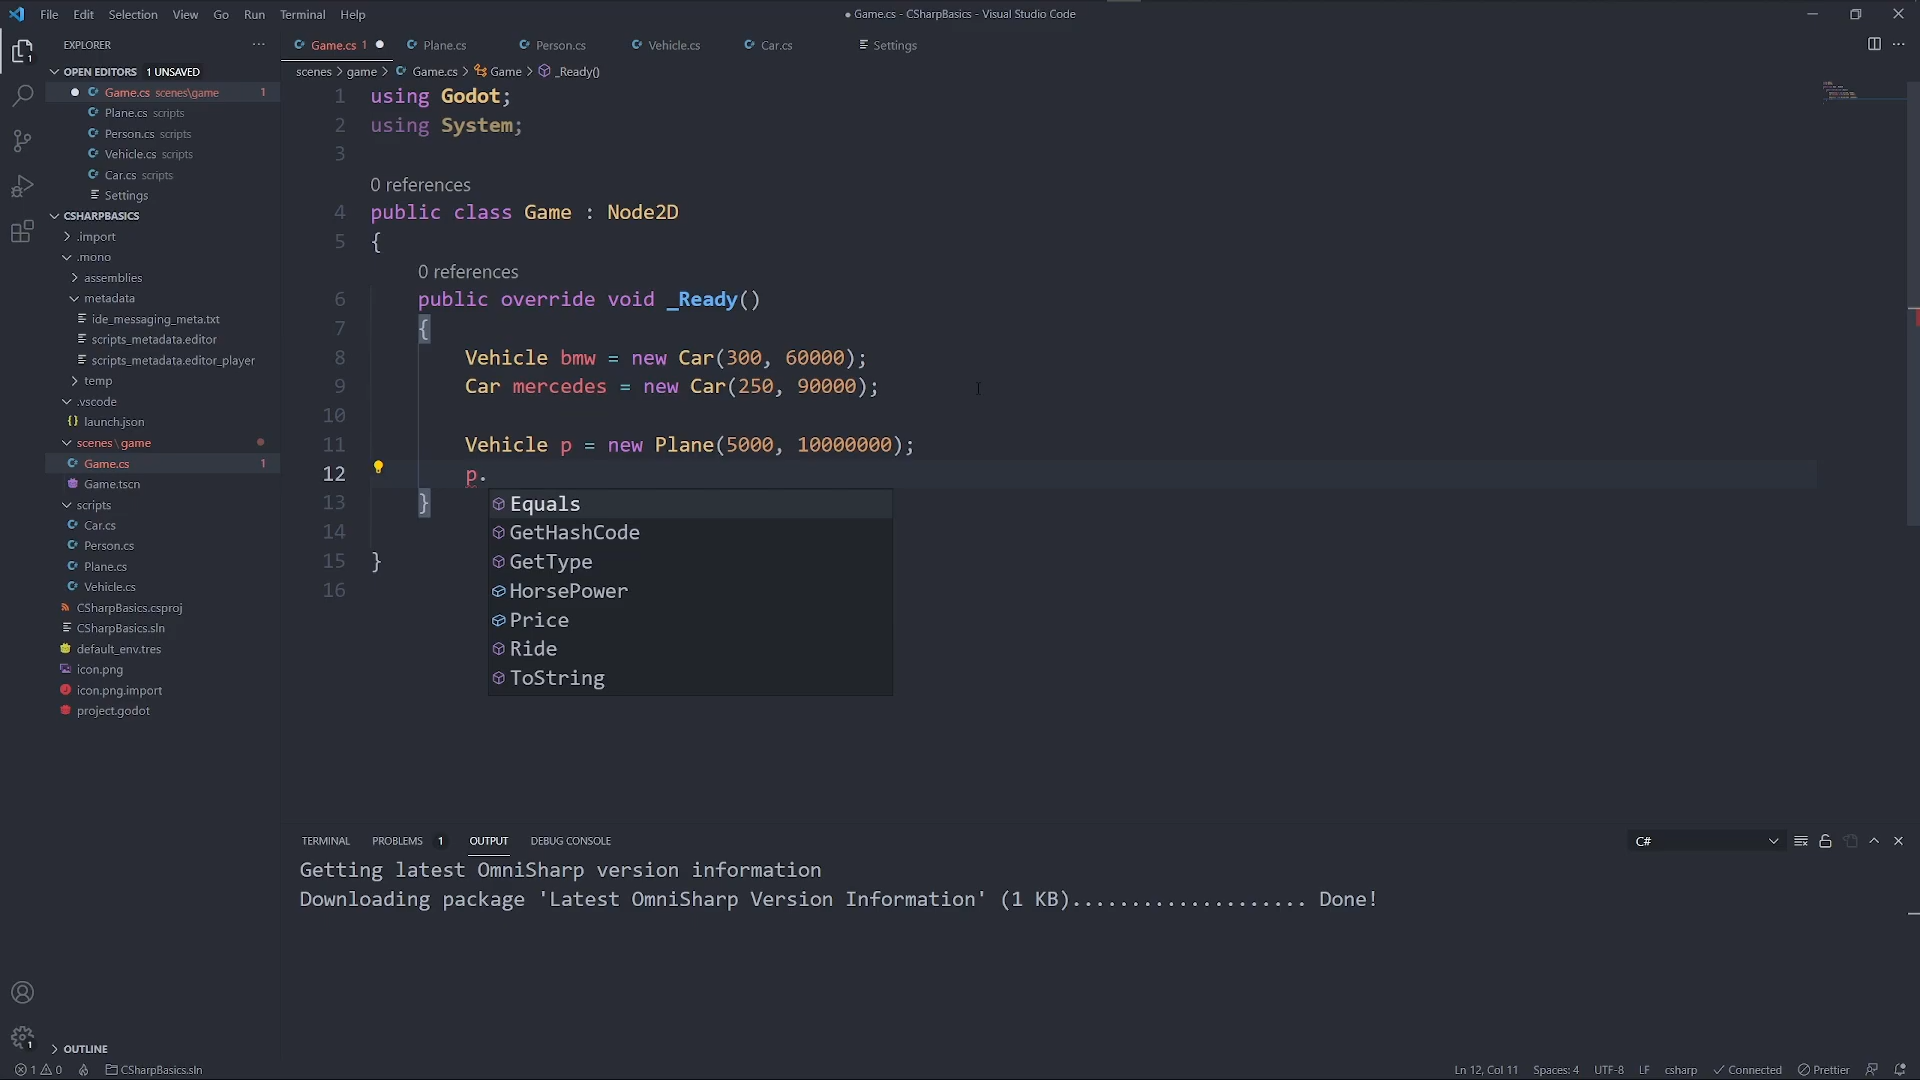 File Edit Selection View Go Run Terminal Help
● Game.cs - CSharpBasics - Visual Studio Code
EXPLORER
OPEN EDITORS 1 UNSAVED
Game.cs scenes\game 1
Plane.cs scripts
Person.cs scripts
Vehicle.cs scripts
Car.cs scripts
Settings
CSHARPBASICS
.import
.mono
assemblies
metadata
ide_messaging_meta.txt
scripts_metadata.editor
scripts_metadata.editor_player
temp
.vscode
launch.json
scenes \ game
Game.cs 1
Game.tscn
scripts
Car.cs
Person.cs
Plane.cs
Vehicle.cs
CSharpBasics.csproj
CSharpBasics.sln
default_env.tres
icon.png
icon.png.import
project.godot
OUTLINE
Game.cs 1 Plane.cs Person.cs Vehicle.cs Car.cs Settings
scenes > game > Game.cs > Game > _Ready()
1 using Godot;
2 using System;
3
0 references
4 public class Game : Node2D
5 {
0 references
6 public override void _Ready()
7 {
8 Vehicle bmw = new Car(300, 60000);
9 Car mercedes = new Car(250, 90000);
10
11 Vehicle p = new Plane(5000, 10000000);
12 p.
13 }
14
15 }
16
Equals
GetHashCode
GetType
HorsePower
Price
Ride
ToString
TERMINAL PROBLEMS 1 OUTPUT DEBUG CONSOLE
C#
Getting latest OmniSharp version information
Downloading package 'Latest OmniSharp Version Information' (1 KB).................... Done!
1
1
1 0 CSharpBasics.sln
Ln 12, Col 11 Spaces: 4 UTF-8 LF csharp Connected Prettier